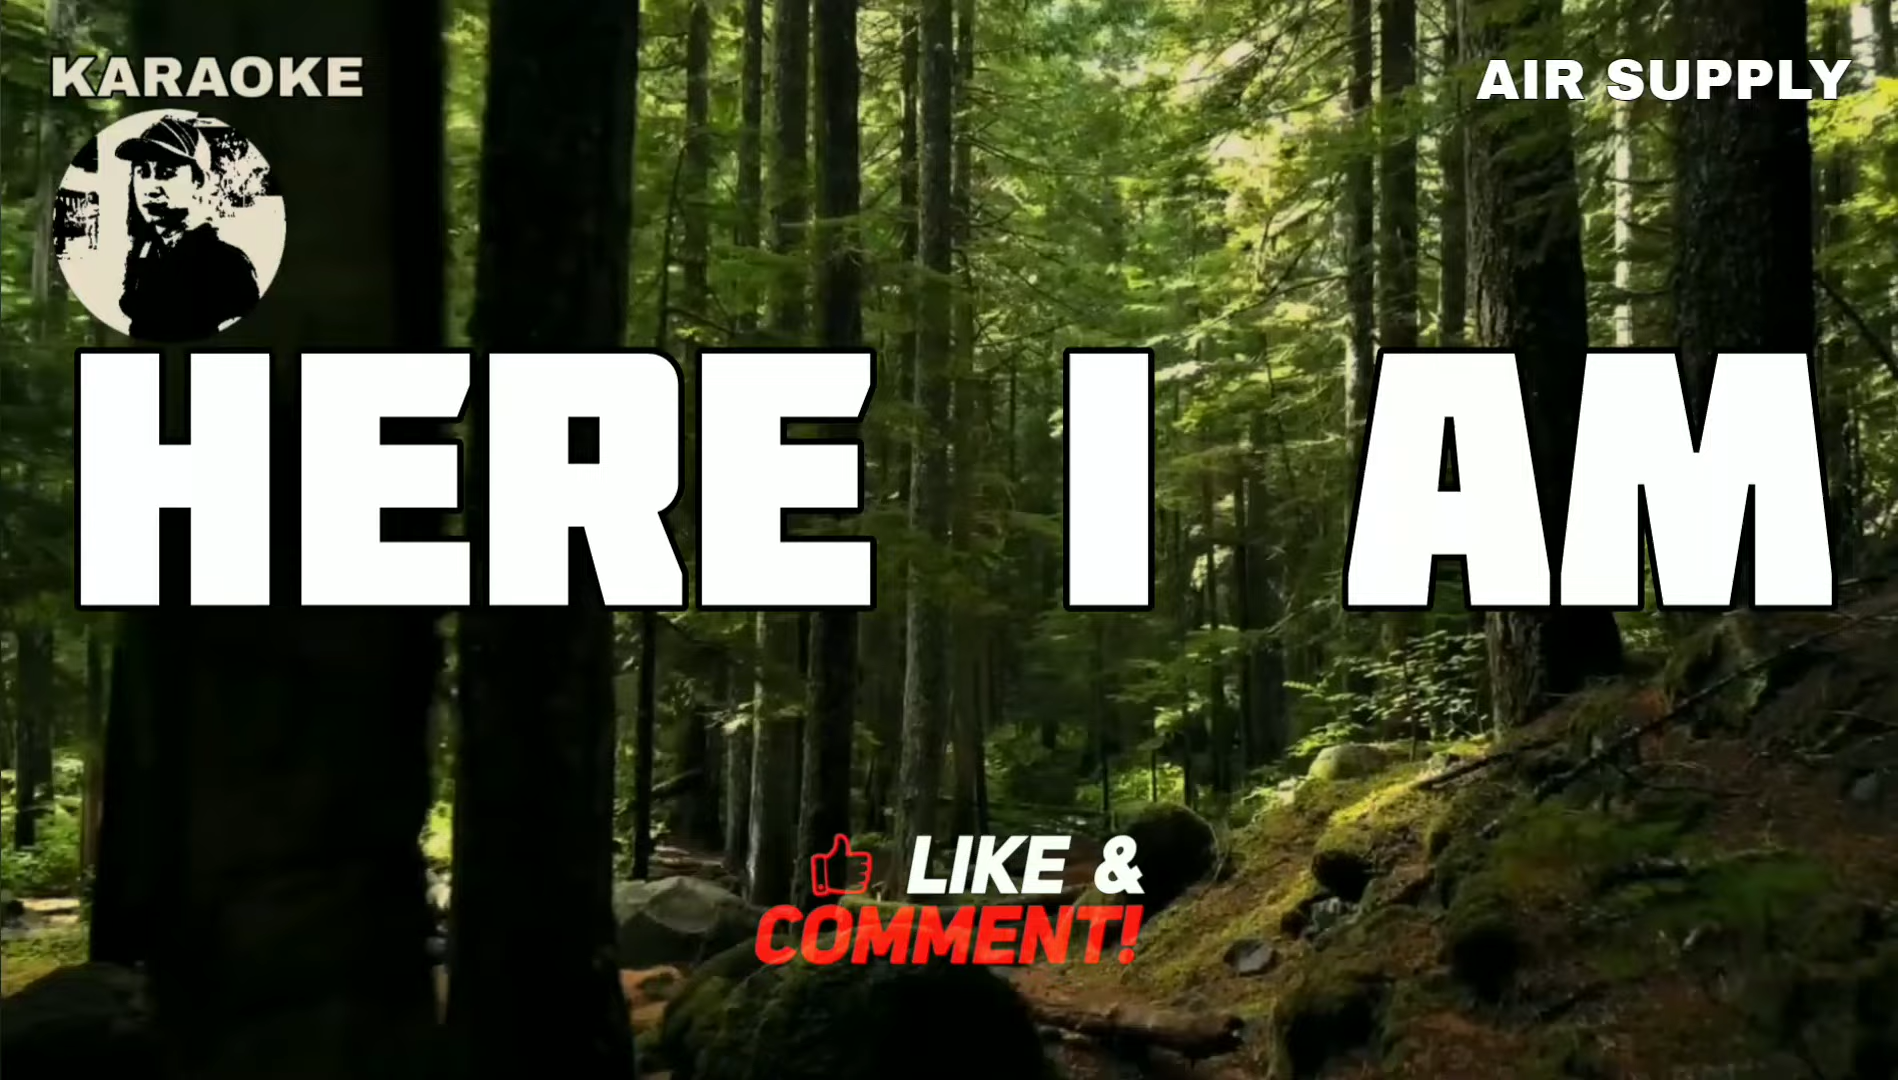 KARAOKE
AIR SUPPLY
HERE I AM
LIKE &
COMMENT!